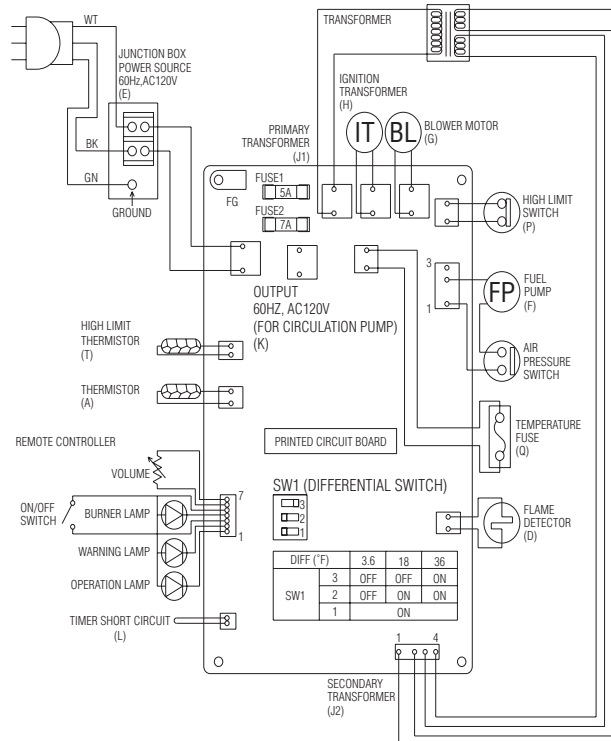 WT
TRANSFORMER
JUNCTION BOX
POWER SOURCE
60Hz,AC120V
(E)
IGNITION
TRANSFORMER
(H)
IT
BL
BLOWER MOTOR
(G)
PRIMARY
TRANSFORMER
(J1)
BK
GN
GROUND
FG
FUSE1
5A
FUSE2
7A
HIGH LIMIT
SWITCH
(P)
3
1
FP
FUEL
PUMP
(F)
OUTPUT
60HZ, AC120V
(FOR CIRCULATION PUMP)
(K)
HIGH LIMIT
THERMISTOR
(T)
AIR
PRESSURE
SWITCH
THERMISTOR
(A)
TEMPERATURE
FUSE
(Q)
REMOTE CONTROLLER
PRINTED CIRCUIT BOARD
VOLUME
7
1
ON/OFF
SWITCH
BURNER LAMP
WARNING LAMP
OPERATION LAMP
SW1 (DIFFERENTIAL SWITCH)
3
2
1
FLAME
DETECTOR
(D)
DIFF (°F) 3.6 18 36
SW1
3 OFF OFF ON
2 OFF ON ON
1 ON
TIMER SHORT CIRCUIT
(L)
1 4
SECONDARY
TRANSFORMER
(J2)